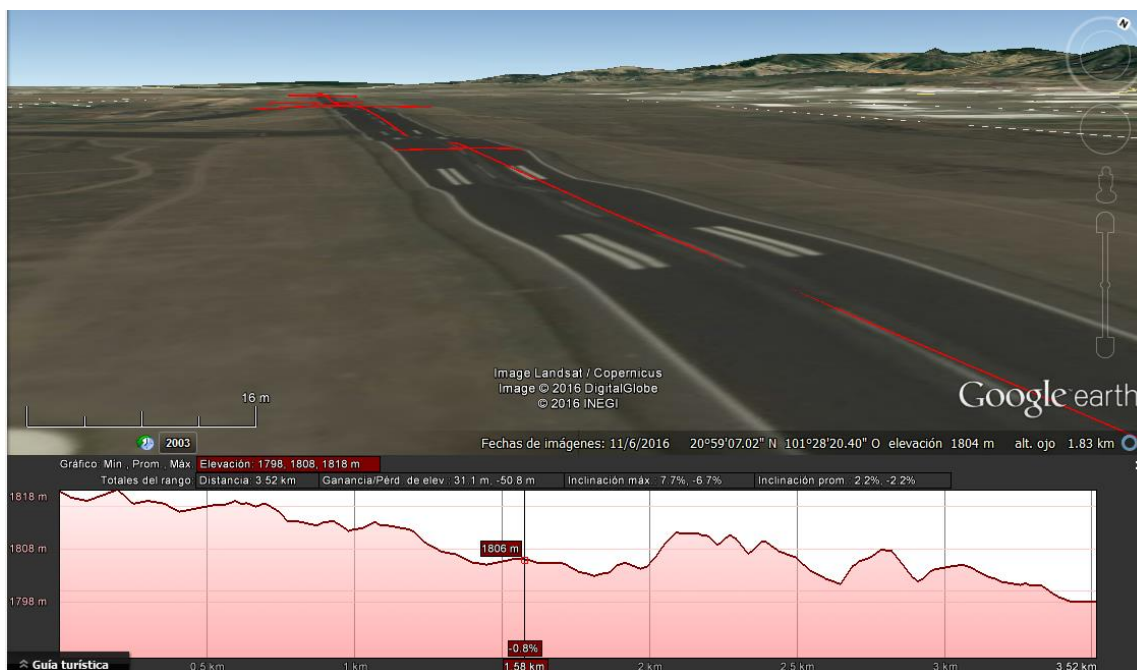 N
16 m
Image Landsat / Copernicus
Image © 2016 DigitalGlobe
© 2016 INEGI
Google earth
2003
Fechas de imágenes: 11/6/2016 20°59'07.02" N 101°28'20.40" O elevación 1804 m alt. ojo 1.83 km
Gráfico: Mín., Prom., Máx. Elevación: 1798, 1808, 1818 m
Totales del rango: Distancia: 3.52 km Ganancia/Pérd. de elev.: 31.1 m, -50.8 m Inclinación máx.: 7.7%, -6.7% Inclinación prom.: 2.2%, -2.2%
1818 m
1808 m
1806 m
1798 m
-0.8%
Guía turística
0.5 km 1 km 1.58 km 2 km 2.5 km 3 km 3.52 km